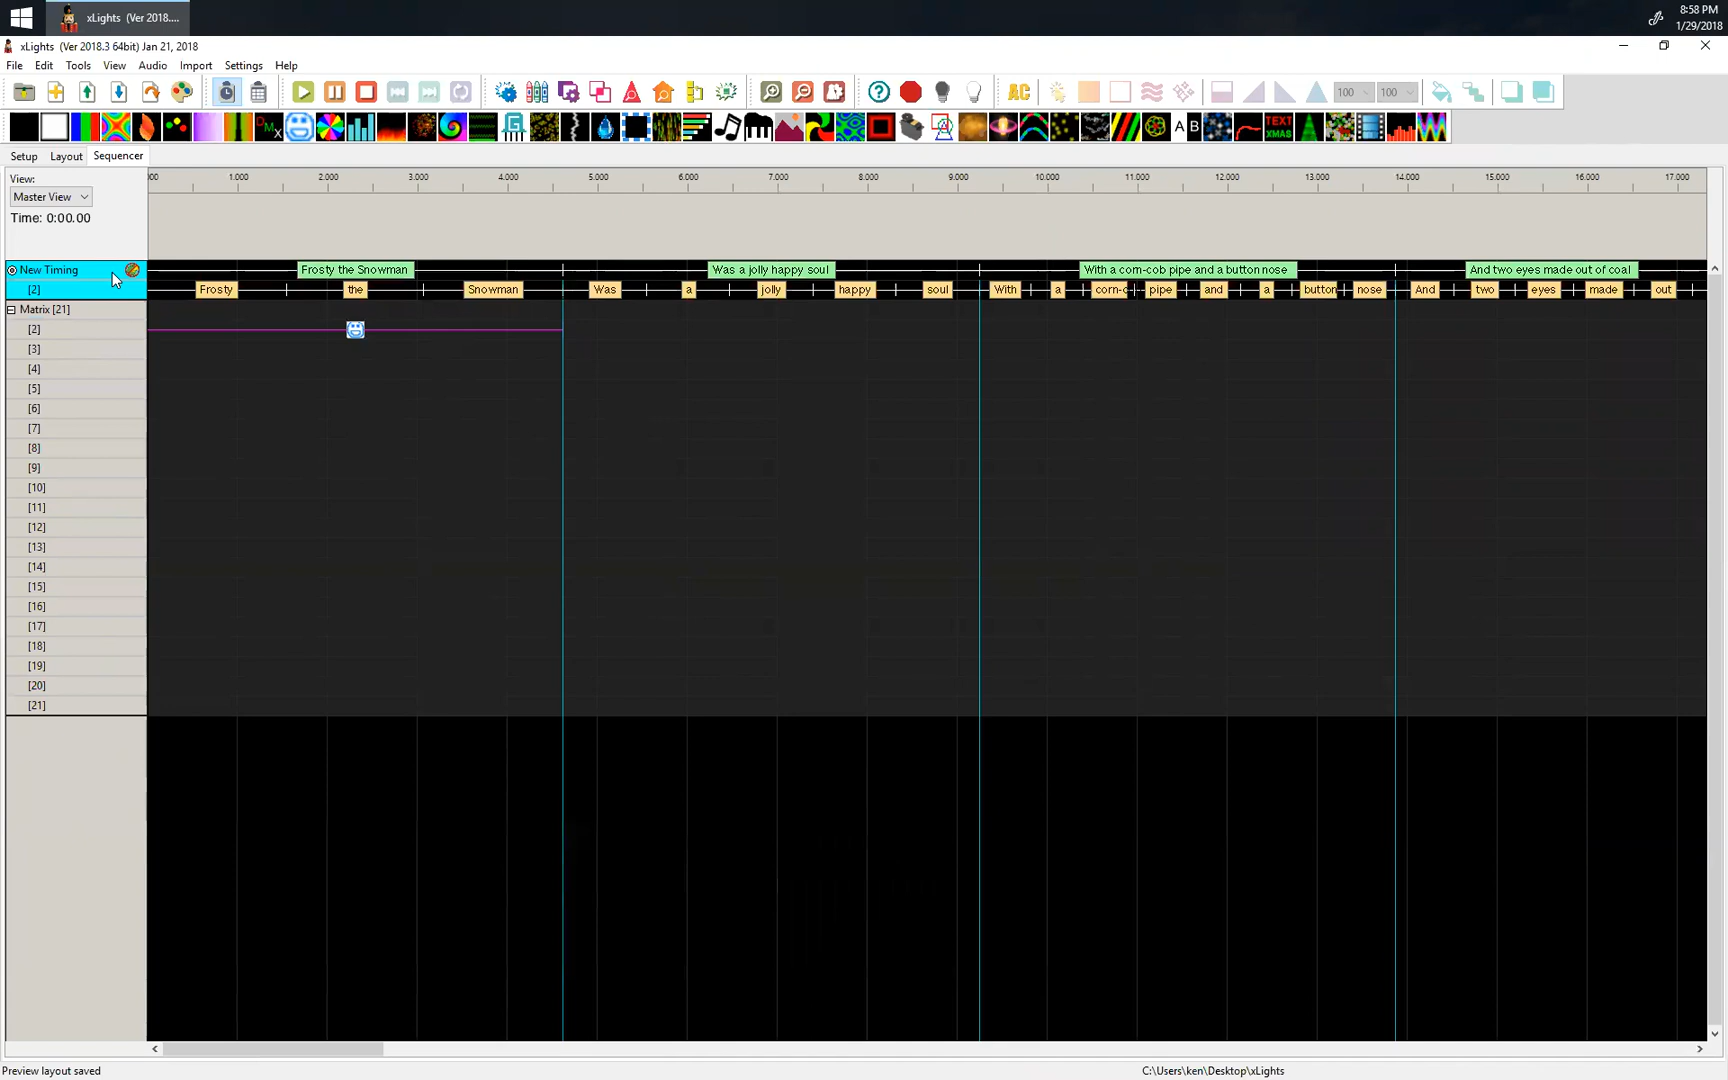 xLights (Ver 2018....
8:58 PM
1/29/2018
xLights (Ver 2018.3 64bit) Jan 21, 2018
File Edit Tools View Audio Import Settings Help
AC 100 100
A B TEXT XMAS
Setup Layout Sequencer
View:
Master View
Time: 0:00.00
000 1.000 2.000 3.000 4.000 5.000 6.000 7.000 8.000 9.000 10.000 11.000 12.000 13.000 14.000 15.000 16.000 17.000
New Timing Frosty the Snowman Was a jolly happy soul With a corn-cob pipe and a button nose And two eyes made out of coal
[2] Frosty the Snowman Was a jolly happy soul With a corn-c pipe and a button nose And two eyes made out
Matrix [21]
[2]
[3]
[4]
[5]
[6]
[7]
[8]
[9]
[10]
[11]
[12]
[13]
[14]
[15]
[16]
[17]
[18]
[19]
[20]
[21]
Preview layout saved C:\Users\ken\Desktop\xLights